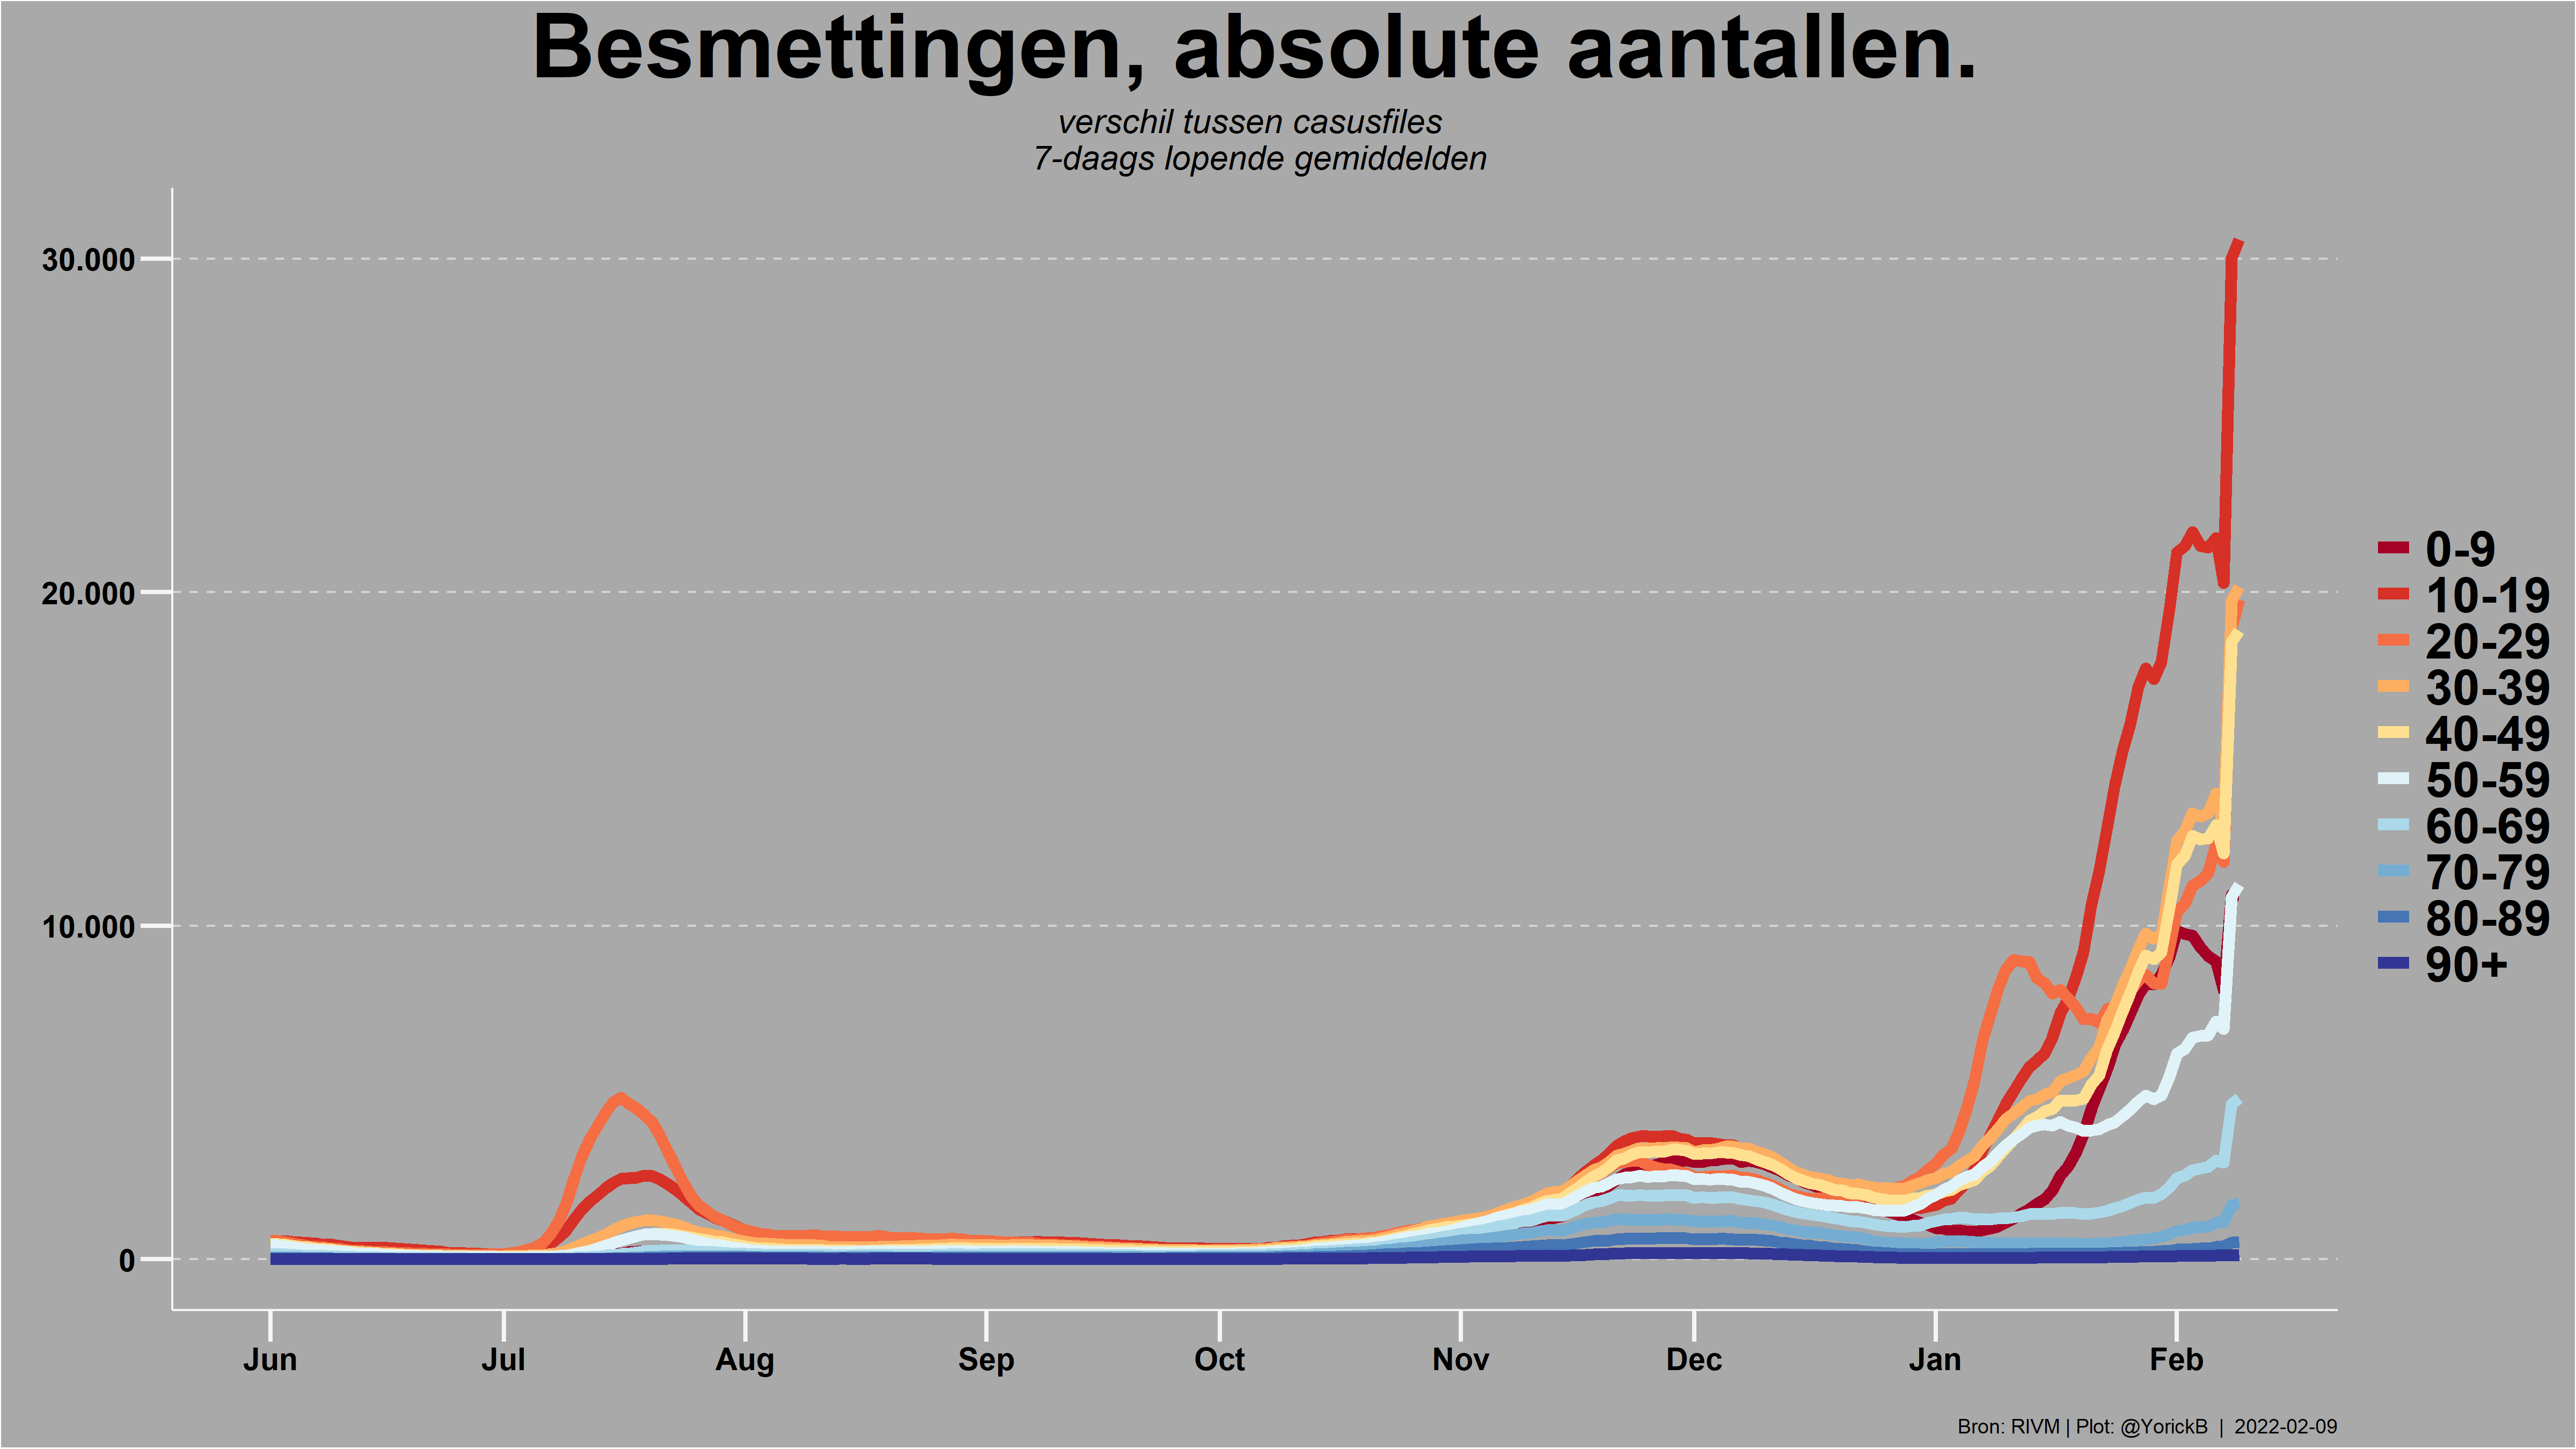 Besmettingen, absolute aantallen.
verschil tussen casusfiles
7-daags lopende gemiddelden
30.000
20.000
10.000
0
Jun Jul Aug Sep Oct Nov Dec Jan Feb
0-9
10-19
20-29
30-39
40-49
50-59
60-69
70-79
80-89
90+
Bron: RIVM | Plot: @YorickB | 2022-02-09